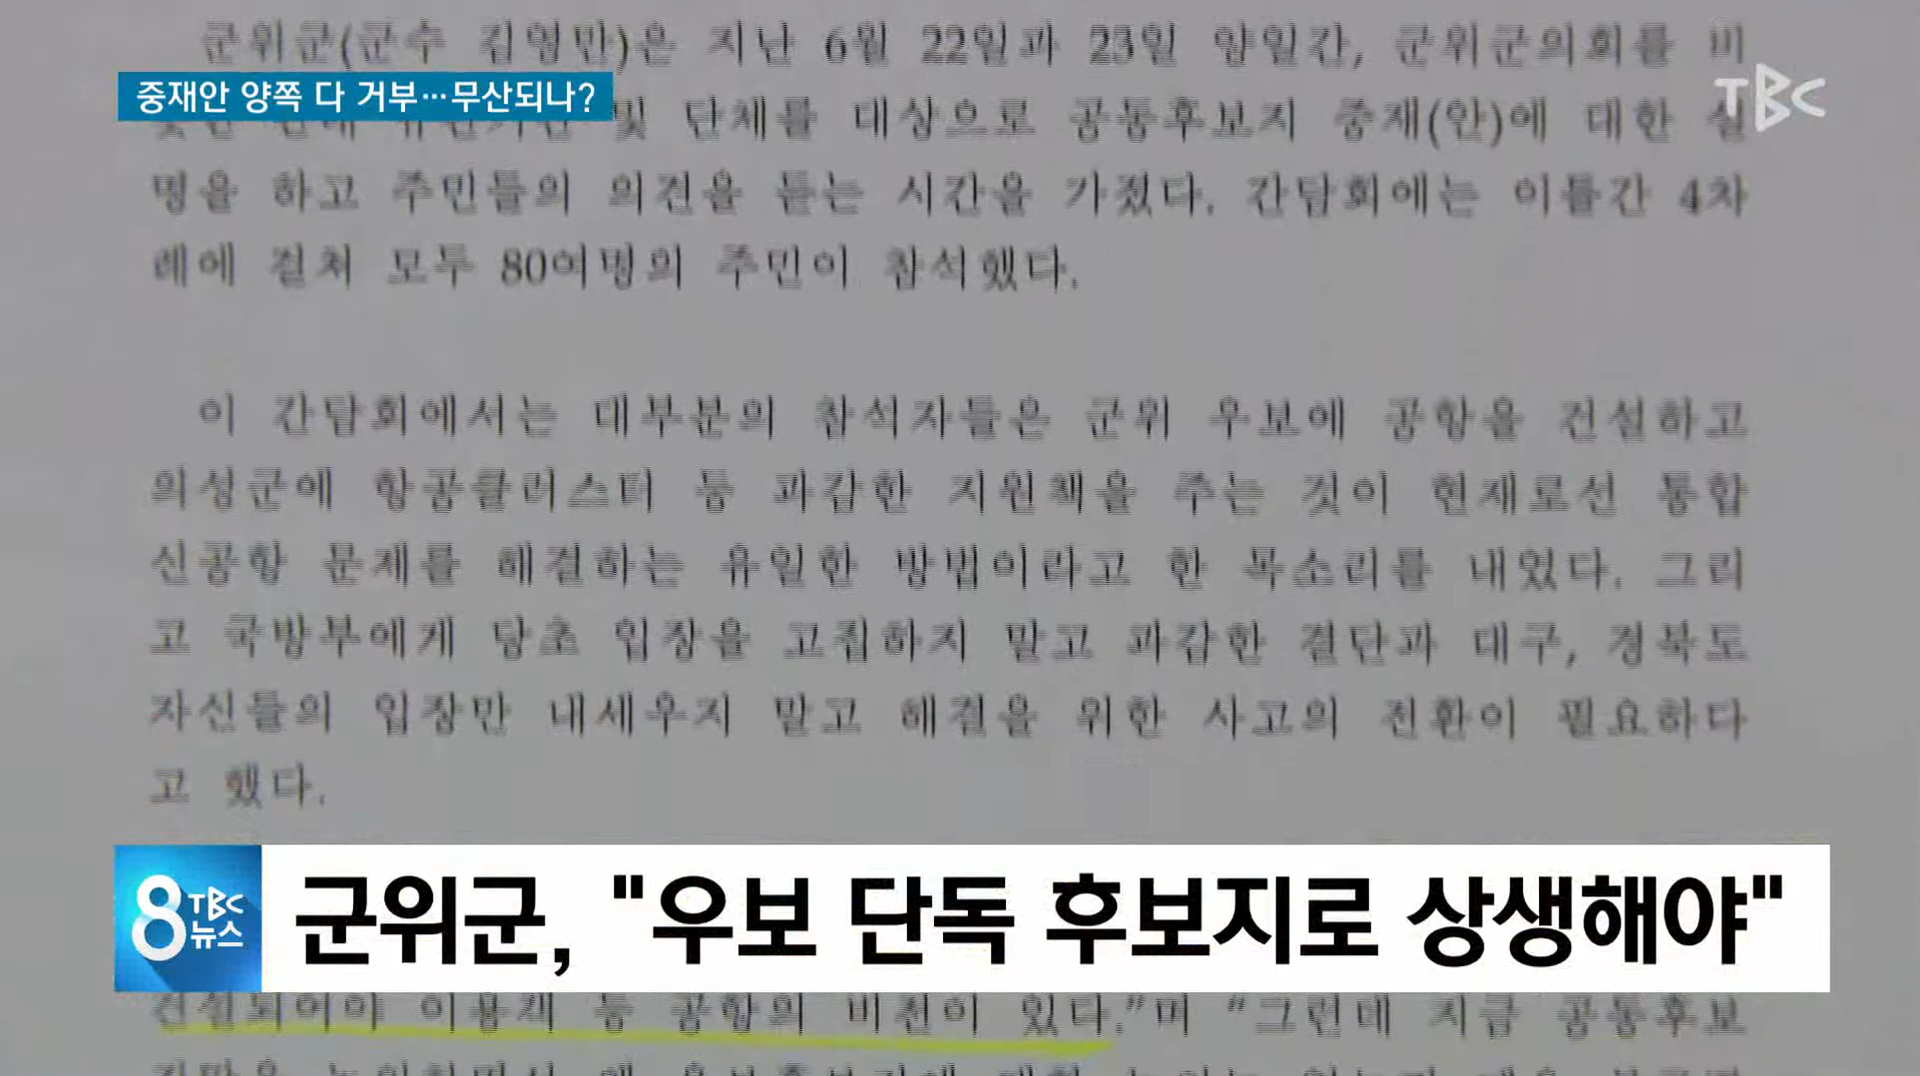 군위군(군수 김영만)은 지난 6월 22일과 23일 양일간, 군위군의회를 비
중재안 양쪽 다 거부…무산되나?
TBC
및 단체를 대상으로 공동후보지 중재(안)에 대한 설
명을 하고 주민들의 의견을 듣는 시간을 가졌다. 간담회에는 이틀간 4차
례에 걸쳐 모두 80여명의 주민이 참석했다.
이 간담회에서는 대부분의 참석자들은 군위 우보에 공항을 건설하고
의성군에 항공클러스터 등 과감한 지원책을 주는 것이 현재로선 통합
신공항 문제를 해결하는 유일한 방법이라고 한 목소리를 내었다. 그리
고 국방부에게 당초 입장을 고집하지 말고 과감한 결단과 대구, 경북도
자신들의 입장만 내세우지 말고 해결을 위한 사고의 전환이 필요하다
고 했다.
8 TBC 뉴스
군위군, "우보 단독 후보지로 상생해야"
건설되어야 이용객 등 공항의 비전이 있다.”며 “그런데 지금 공동후보